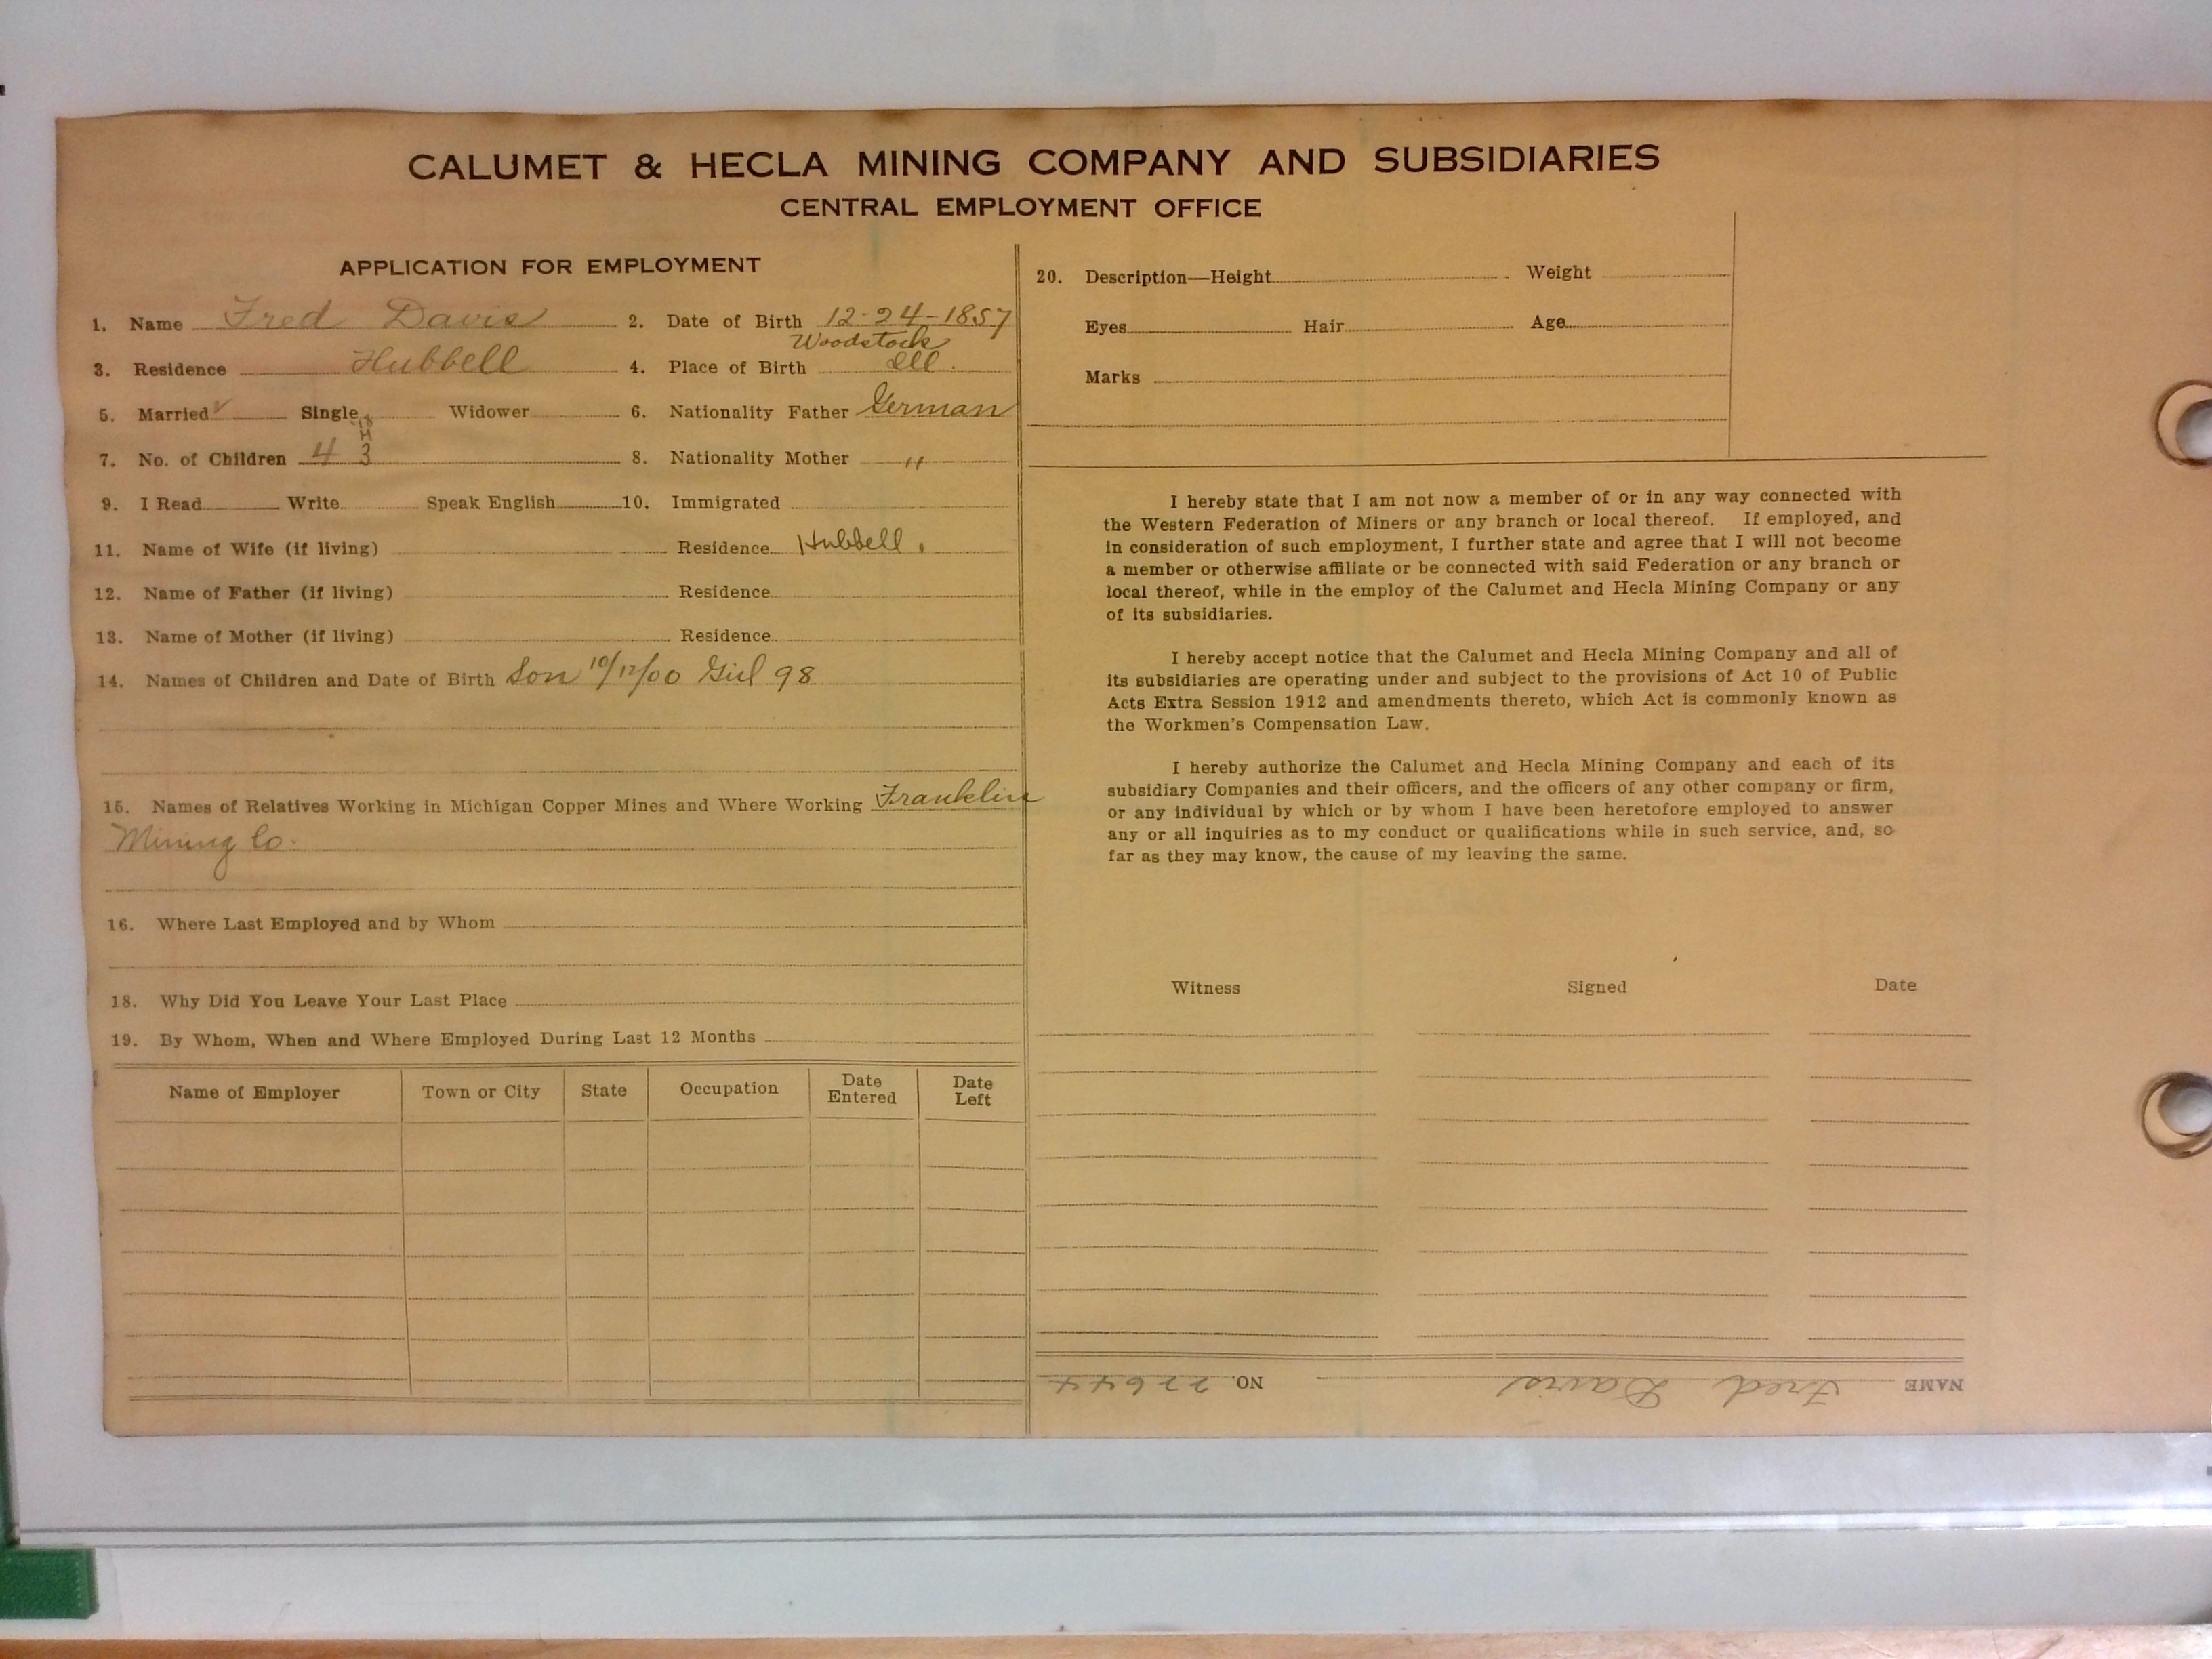 CALUMET & HECLA MINING COMPANY AND SUBSIDIARIES
CENTRAL EMPLOYMENT OFFICE
APPLICATION FOR EMPLOYMENT
1. Name Fred Davis 2. Date of Birth 12-24-1857
3. Residence Hubbell 4. Place of Birth Woodstock Ill.
5. Married ✓ Single Widower 6. Nationality Father German
7. No. of Children 4 3 8. Nationality Mother "
9. I Read Write Speak English 10. Immigrated
11. Name of Wife (if living) Residence Hubbell.
12. Name of Father (if living) Residence
13. Name of Mother (if living) Residence
14. Names of Children and Date of Birth Son 10/12/00 Girl 98
15. Names of Relatives Working in Michigan Copper Mines and Where Working Franklin
Mining Co.
16. Where Last Employed and by Whom
18. Why Did You Leave Your Last Place
19. By Whom, When and Where Employed During Last 12 Months
Name of Employer Town or City State Occupation Date Entered Date Left
20. Description—Height Weight
Eyes Hair Age
Marks
I hereby state that I am not now a member of or in any way connected with
the Western Federation of Miners or any branch or local thereof. If employed, and
in consideration of such employment, I further state and agree that I will not become
a member or otherwise affiliate or be connected with said Federation or any branch or
local thereof, while in the employ of the Calumet and Hecla Mining Company or any
of its subsidiaries.
I hereby accept notice that the Calumet and Hecla Mining Company and all of
its subsidiaries are operating under and subject to the provisions of Act 10 of Public
Acts Extra Session 1912 and amendments thereto, which Act is commonly known as
the Workmen's Compensation Law.
I hereby authorize the Calumet and Hecla Mining Company and each of its
subsidiary Companies and their officers, and the officers of any other company or firm,
or any individual by which or by whom I have been heretofore employed to answer
any or all inquiries as to my conduct or qualifications while in such service, and, so
far as they may know, the cause of my leaving the same.
Witness Signed Date
NAME Fred Davis NO. 22644